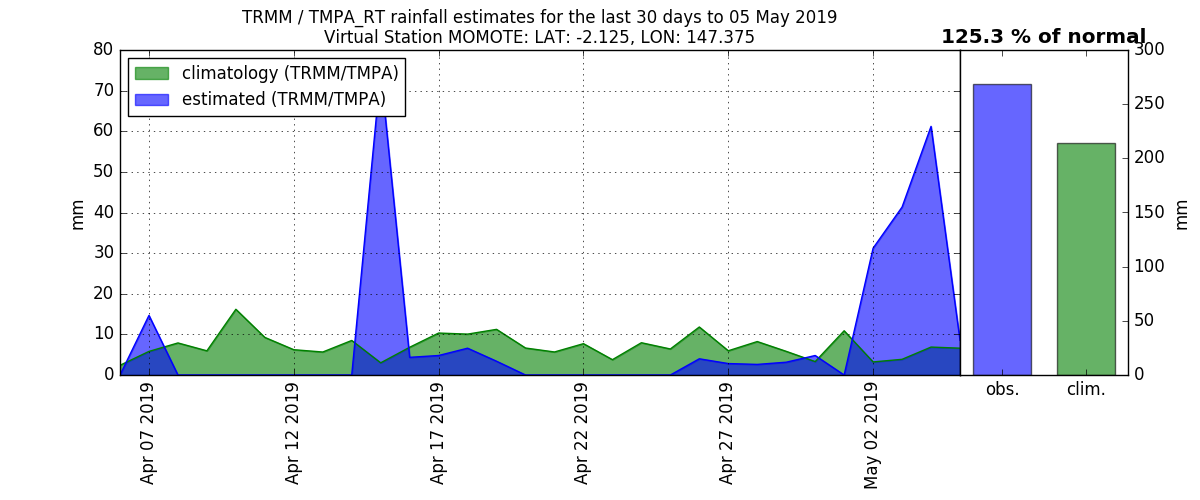 TRMM / TMPA_RT rainfall estimates for the last 30 days to 05 May 2019
Virtual Station MOMOTE: LAT: -2.125, LON: 147.375
125.3 % of normal
climatology (TRMM/TMPA)
estimated (TRMM/TMPA)
80
70
60
50
40
30
20
10
0
mm
Apr 07 2019
Apr 12 2019
Apr 17 2019
Apr 22 2019
Apr 27 2019
May 02 2019
300
250
200
150
100
50
0
mm
obs.
clim.